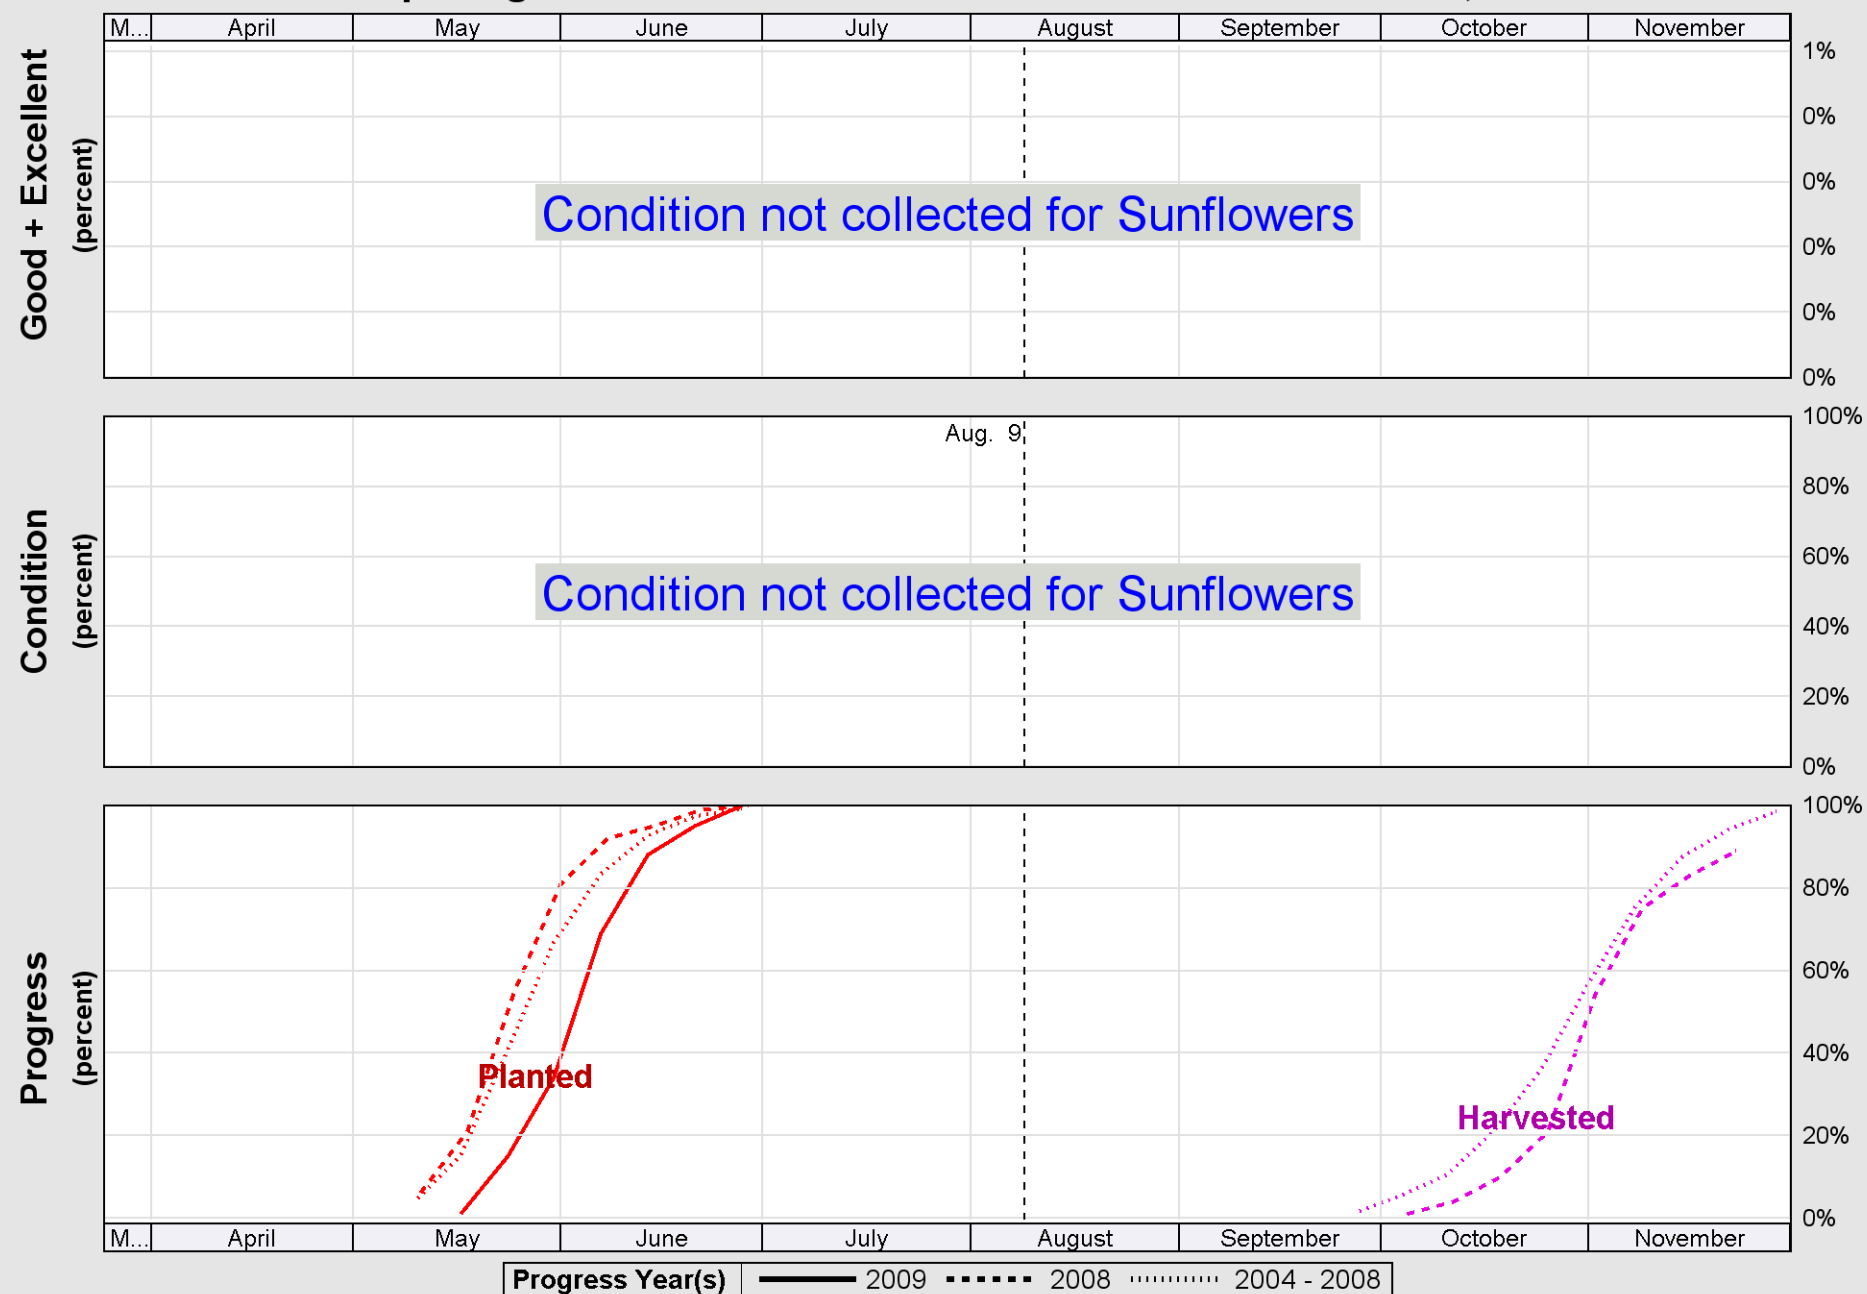 M... April May June July August September October November
Good + Excellent
(percent)
1%
0%
0%
0%
0%
0%
Condition not collected for Sunflowers
Condition
(percent)
Aug. 9
100%
80%
60%
40%
20%
0%
Condition not collected for Sunflowers
Progress
(percent)
100%
80%
60%
40%
20%
0%
Planted
Harvested
M... April May June July August September October November
Progress Year(s) 2009 2008 2004 - 2008